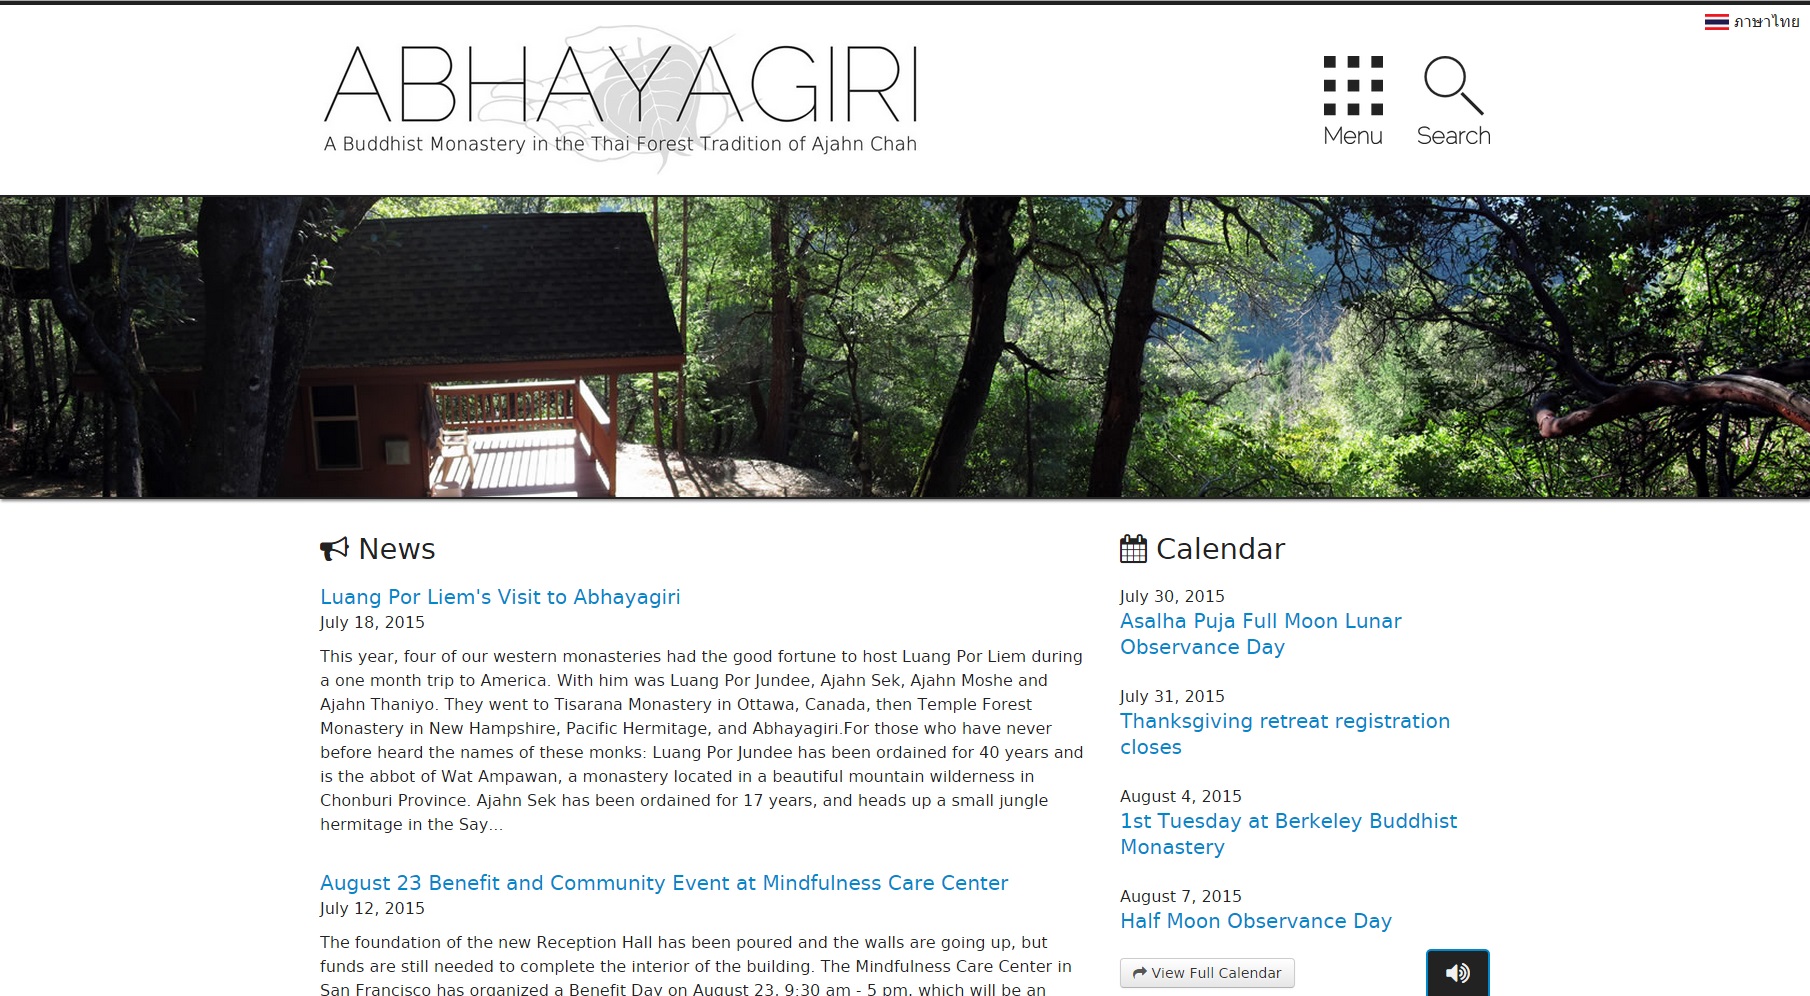 ภาษาไทย
ABHAYAGIRI
A Buddhist Monastery in the Thai Forest Tradition of Ajahn Chah
Menu
Search
News
Luang Por Liem's Visit to Abhayagiri
July 18, 2015
This year, four of our western monasteries had the good fortune to host Luang Por Liem during
a one month trip to America. With him was Luang Por Jundee, Ajahn Sek, Ajahn Moshe and
Ajahn Thaniyo. They went to Tisarana Monastery in Ottawa, Canada, then Temple Forest
Monastery in New Hampshire, Pacific Hermitage, and Abhayagiri.For those who have never
before heard the names of these monks: Luang Por Jundee has been ordained for 40 years and
is the abbot of Wat Ampawan, a monastery located in a beautiful mountain wilderness in
Chonburi Province. Ajahn Sek has been ordained for 17 years, and heads up a small jungle
hermitage in the Say...
August 23 Benefit and Community Event at Mindfulness Care Center
July 12, 2015
The foundation of the new Reception Hall has been poured and the walls are going up, but
funds are still needed to complete the interior of the building. The Mindfulness Care Center in
San Francisco has organized a Benefit Day on August 23, 9:30 am - 5 pm, which will be an
Calendar
July 30, 2015
Asalha Puja Full Moon Lunar
Observance Day
July 31, 2015
Thanksgiving retreat registration
closes
August 4, 2015
1st Tuesday at Berkeley Buddhist
Monastery
August 7, 2015
Half Moon Observance Day
View Full Calendar